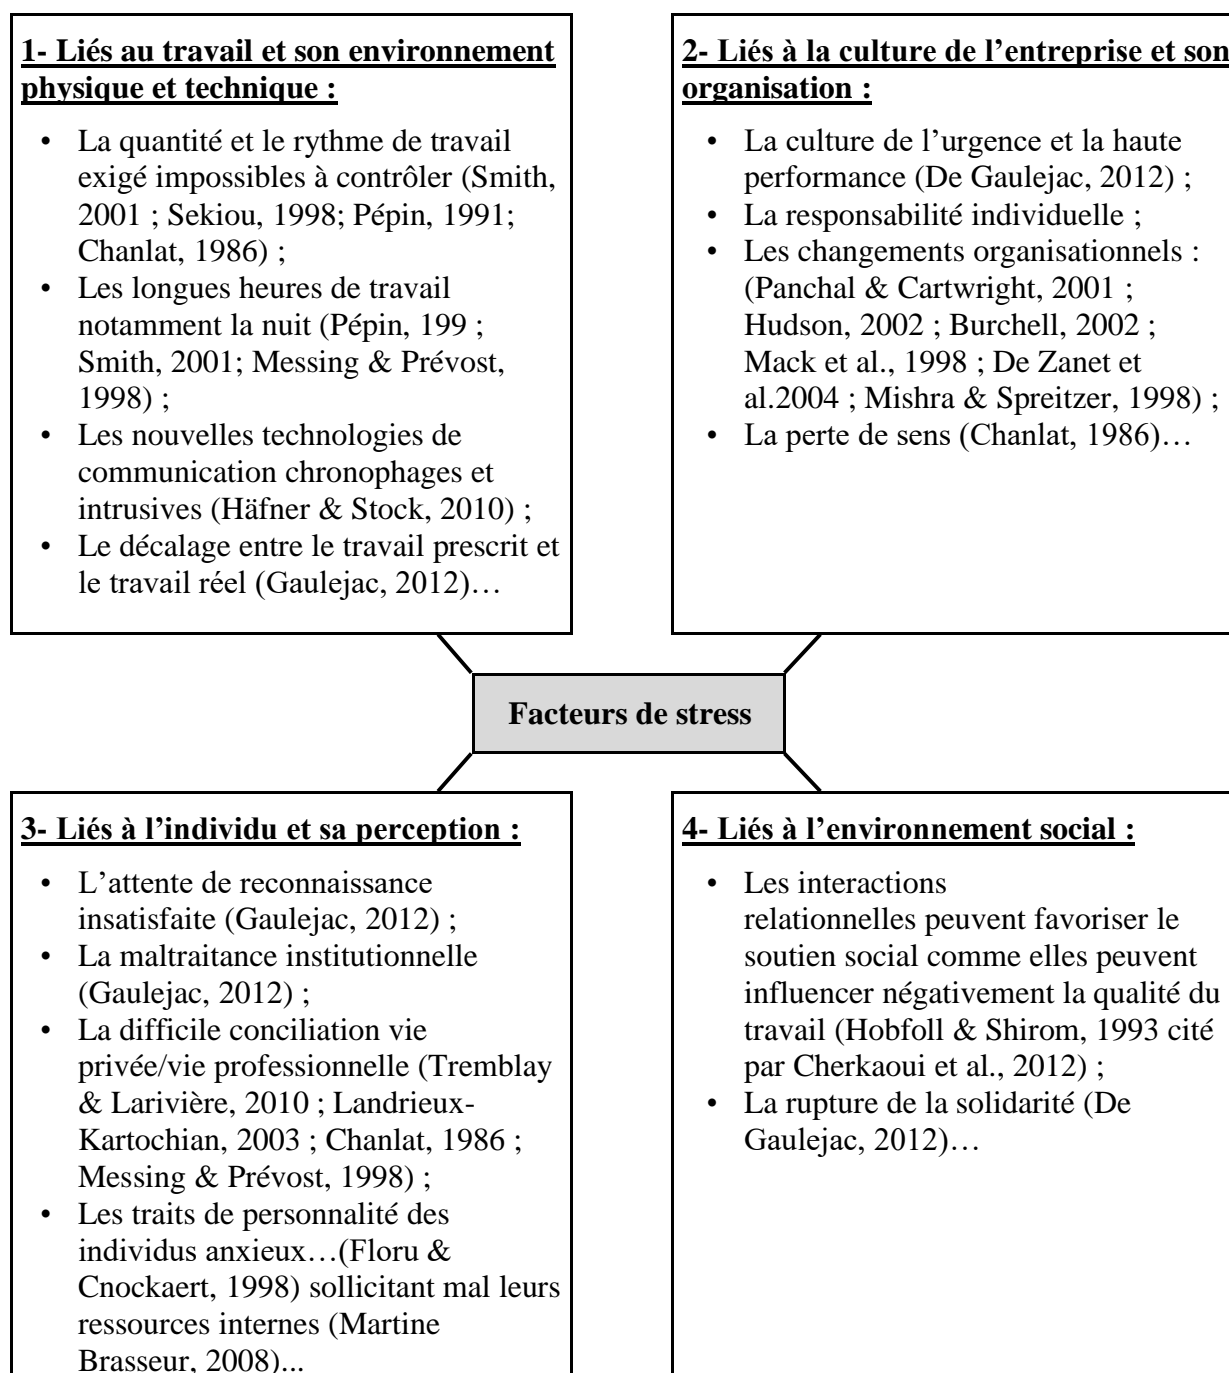 1- Liés au travail et son environnement
physique et technique :
• La quantité et le rythme de travail
exigé impossibles à contrôler (Smith,
2001 ; Sekiou, 1998; Pépin, 1991;
Chanlat, 1986) ;
• Les longues heures de travail
notamment la nuit (Pépin, 199 ;
Smith, 2001; Messing & Prévost,
1998) ;
• Les nouvelles technologies de
communication chronophages et
intrusives (Häfner & Stock, 2010) ;
• Le décalage entre le travail prescrit et
le travail réel (Gaulejac, 2012)…
2- Liés à la culture de l’entreprise et son
organisation :
• La culture de l’urgence et la haute
performance (De Gaulejac, 2012) ;
• La responsabilité individuelle ;
• Les changements organisationnels :
(Panchal & Cartwright, 2001 ;
Hudson, 2002 ; Burchell, 2002 ;
Mack et al., 1998 ; De Zanet et
al.2004 ; Mishra & Spreitzer, 1998) ;
• La perte de sens (Chanlat, 1986)…
Facteurs de stress
3- Liés à l’individu et sa perception :
• L’attente de reconnaissance
insatisfaite (Gaulejac, 2012) ;
• La maltraitance institutionnelle
(Gaulejac, 2012) ;
• La difficile conciliation vie
privée/vie professionnelle (Tremblay
& Larivière, 2010 ; Landrieux-
Kartochian, 2003 ; Chanlat, 1986 ;
Messing & Prévost, 1998) ;
• Les traits de personnalité des
individus anxieux…(Floru &
Cnockaert, 1998) sollicitant mal leurs
ressources internes (Martine
Brasseur, 2008)...
4- Liés à l’environnement social :
• Les interactions
relationnelles peuvent favoriser le
soutien social comme elles peuvent
influencer négativement la qualité du
travail (Hobfoll & Shirom, 1993 cité
par Cherkaoui et al., 2012) ;
• La rupture de la solidarité (De
Gaulejac, 2012)…